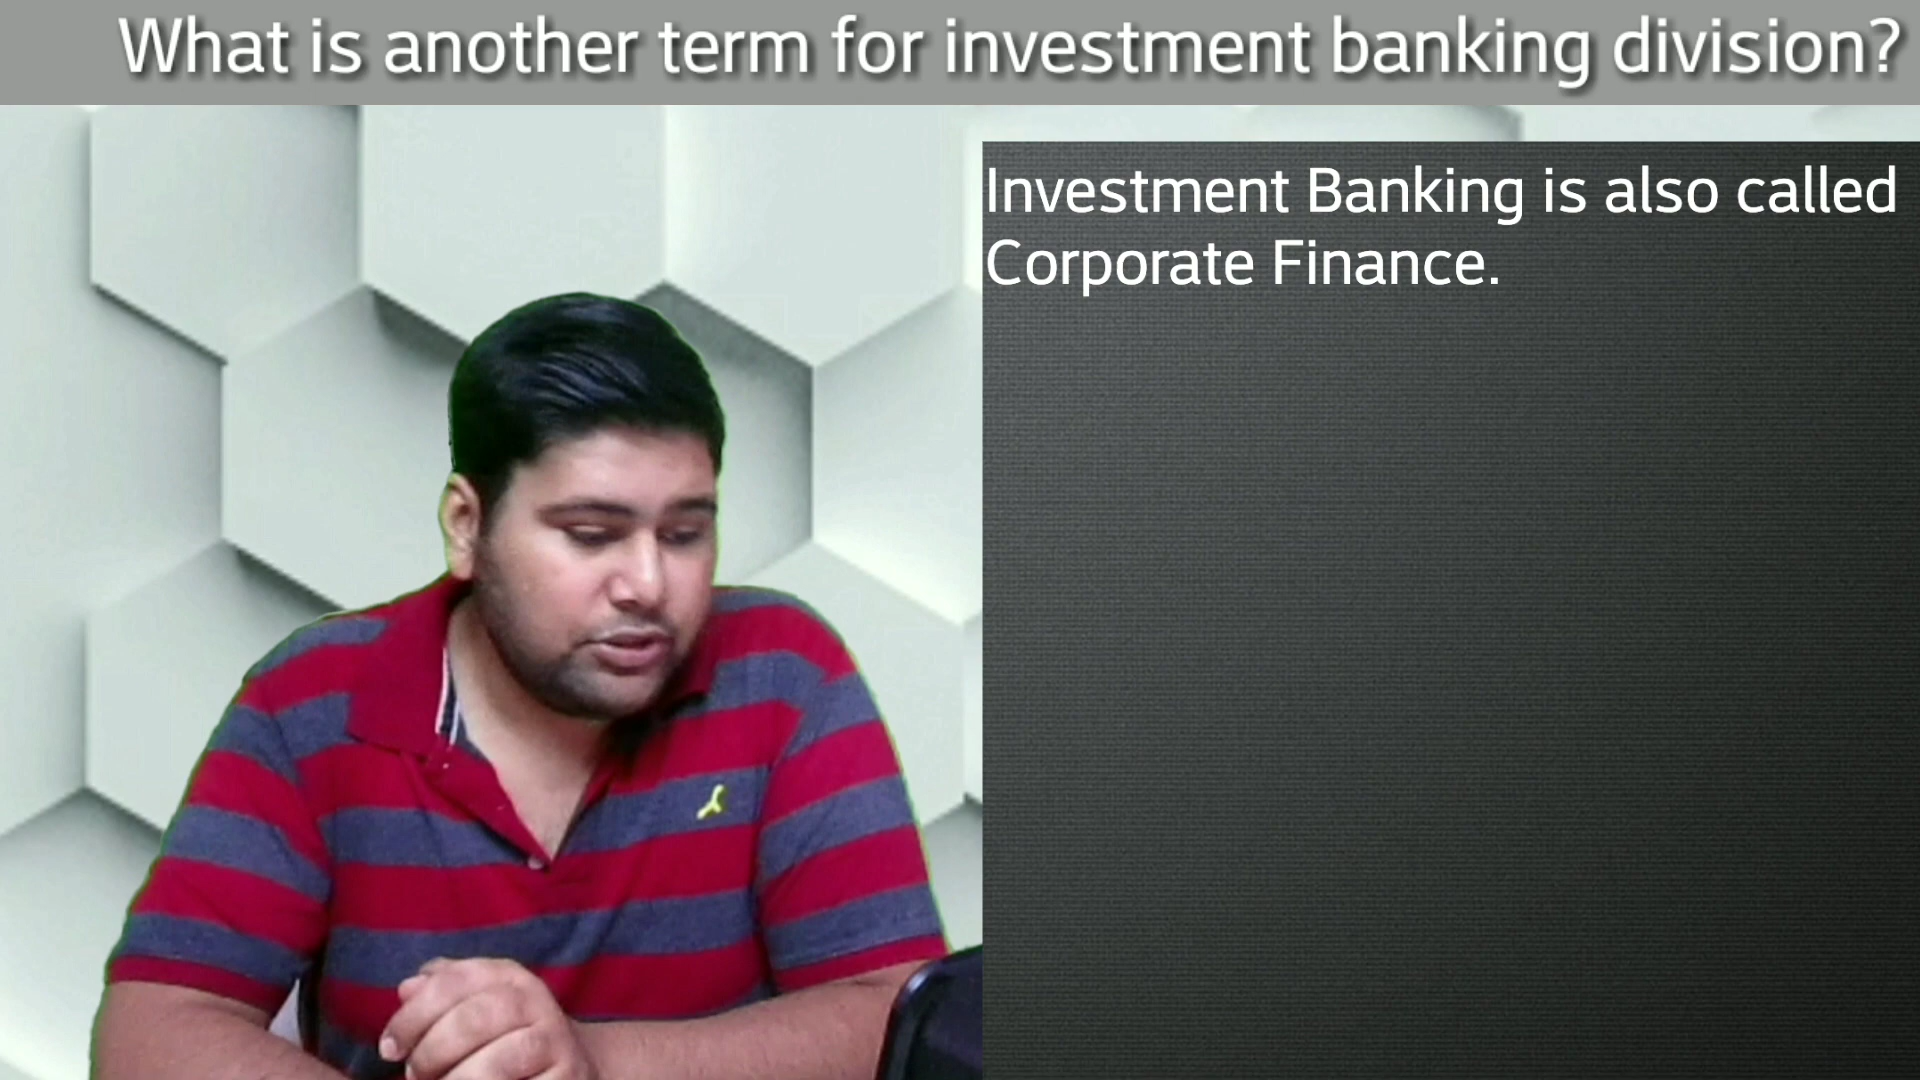 What is another term for investment banking division?
Investment Banking is also called
Corporate Finance.